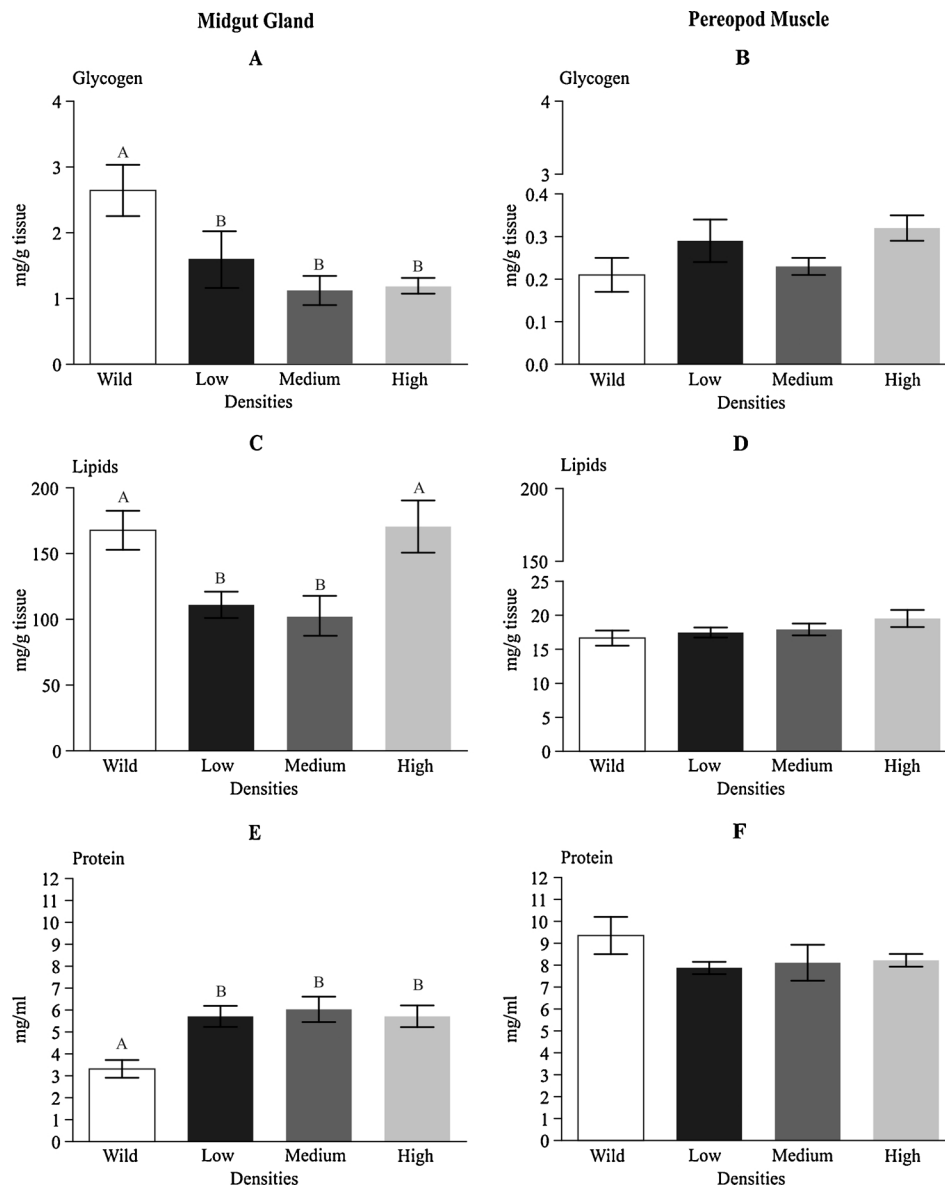 Midgut Gland
Pereopod Muscle
A
Glycogen
4
3
2
1
0
mg/g tissue
A
B
B
B
Wild Low Medium High
Densities
B
Glycogen
4
3
0.4
0.3
0.2
0.1
0.0
mg/g tissue
Wild Low Medium High
Densities
C
Lipids
200
150
100
50
0
mg/g tissue
A
B
B
A
Wild Low Medium High
Densities
D
Lipids
200
150
25
20
15
10
5
0
mg/g tissue
Wild Low Medium High
Densities
E
Protein
12
11
10
9
8
7
6
5
4
3
2
1
0
mg/ml
A
B
B
B
Wild Low Medium High
Densities
F
Protein
12
11
10
9
8
7
6
5
4
3
2
1
0
mg/ml
Wild Low Medium High
Densities